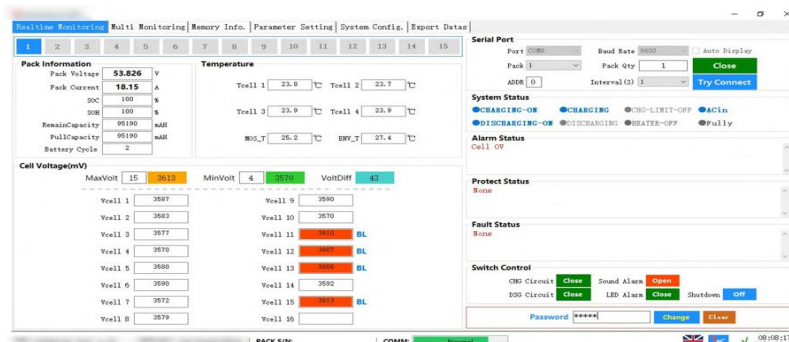 Realtime Monitoring Multi Monitoring Memory Info. Parameter Setting System Config. Export Datas
1 2 3 4 5 6 7 8 9 10 11 12 13 14 15
Pack Information
Pack Voltage 53.826 V
Pack Current 18.15 A
SOC 100 %
SOH 100 %
RemainCapacity 95190 mAH
FullCapacity 95190 mAH
Battery Cycle 2
Temperature
Tcell 1 23.8 ℃ Tcell 2 23.7 ℃
Tcell 3 23.9 ℃ Tcell 4 23.9 ℃
MOS_T 25.2 ℃ ENV_T 27.4 ℃
Cell Voltage(mV)
MaxVolt 15 3613 MinVolt 4 3570 VoltDiff 43
Vcell 1 3587 Vcell 9 3590
Vcell 2 3583 Vcell 10 3570
Vcell 3 3577 Vcell 11 3610 BL
Vcell 4 3570 Vcell 12 3607 BL
Vcell 5 3580 Vcell 13 3606 BL
Vcell 6 3590 Vcell 14 3592
Vcell 7 3572 Vcell 15 3613 BL
Vcell 8 3579 Vcell 16
PACK S/N: COMM: Normal
Serial Port
Port COM8 Baud Rate 9600 Auto Display
Pack 1 Pack Qty 1 Close
ADDR 0 Interval(S) 1 Try Connect
System Status
CHARGING-ON CHARGING CHG-LIMIT-OFF ACin
DISCHARGING-ON DISCHARGING HEATER-OFF Fully
Alarm Status
Cell OV
Protect Status
None
Fault Status
None
Switch Control
CHG Circuit Close Sound Alarm Open
DSG Circuit Close LED Alarm Close Shutdown Off
Password ***** Change Clear
08:08:17